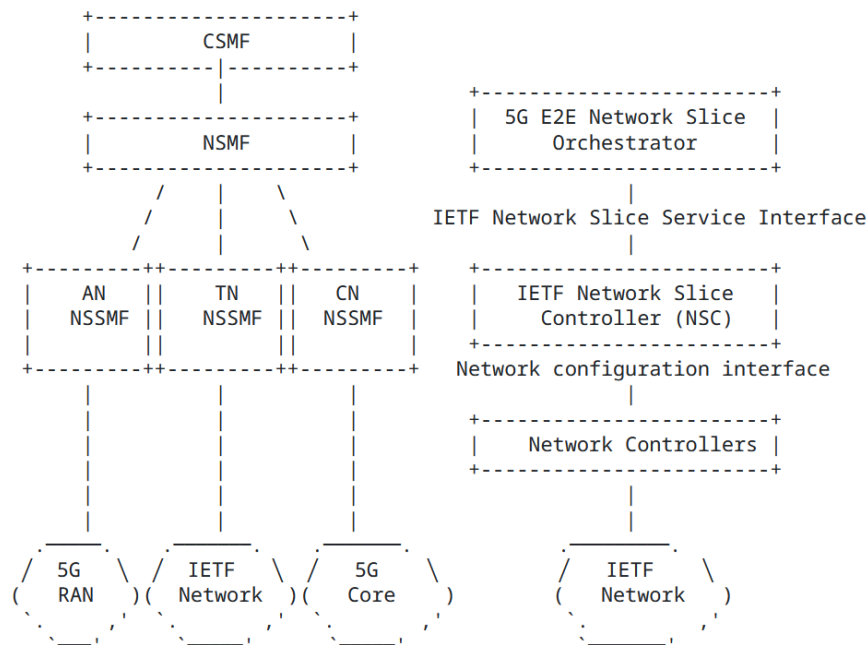 CSMF
NSMF
5G E2E Network Slice
Orchestrator
IETF Network Slice Service Interface
AN TN CN
NSSMF NSSMF NSSMF
IETF Network Slice
Controller (NSC)
Network configuration interface
Network Controllers
5G IETF 5G IETF
RAN Network Core Network